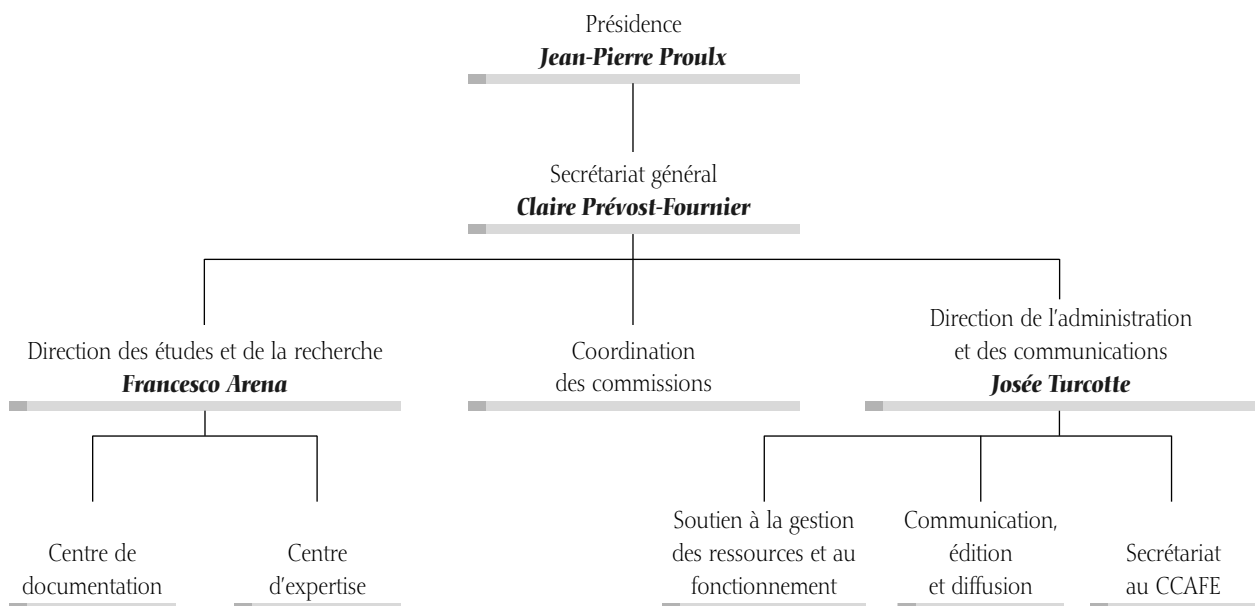 Présidence
Jean-Pierre Proulx
Secrétariat général
Claire Prévost-Fournier
Direction des études et de la recherche
Francesco Arena
Coordination
des commissions
Direction de l'administration
et des communications
Josée Turcotte
Centre de
documentation
Centre
d'expertise
Soutien à la gestion
des ressources et au
fonctionnement
Communication,
édition
et diffusion
Secrétariat
au CCAFE